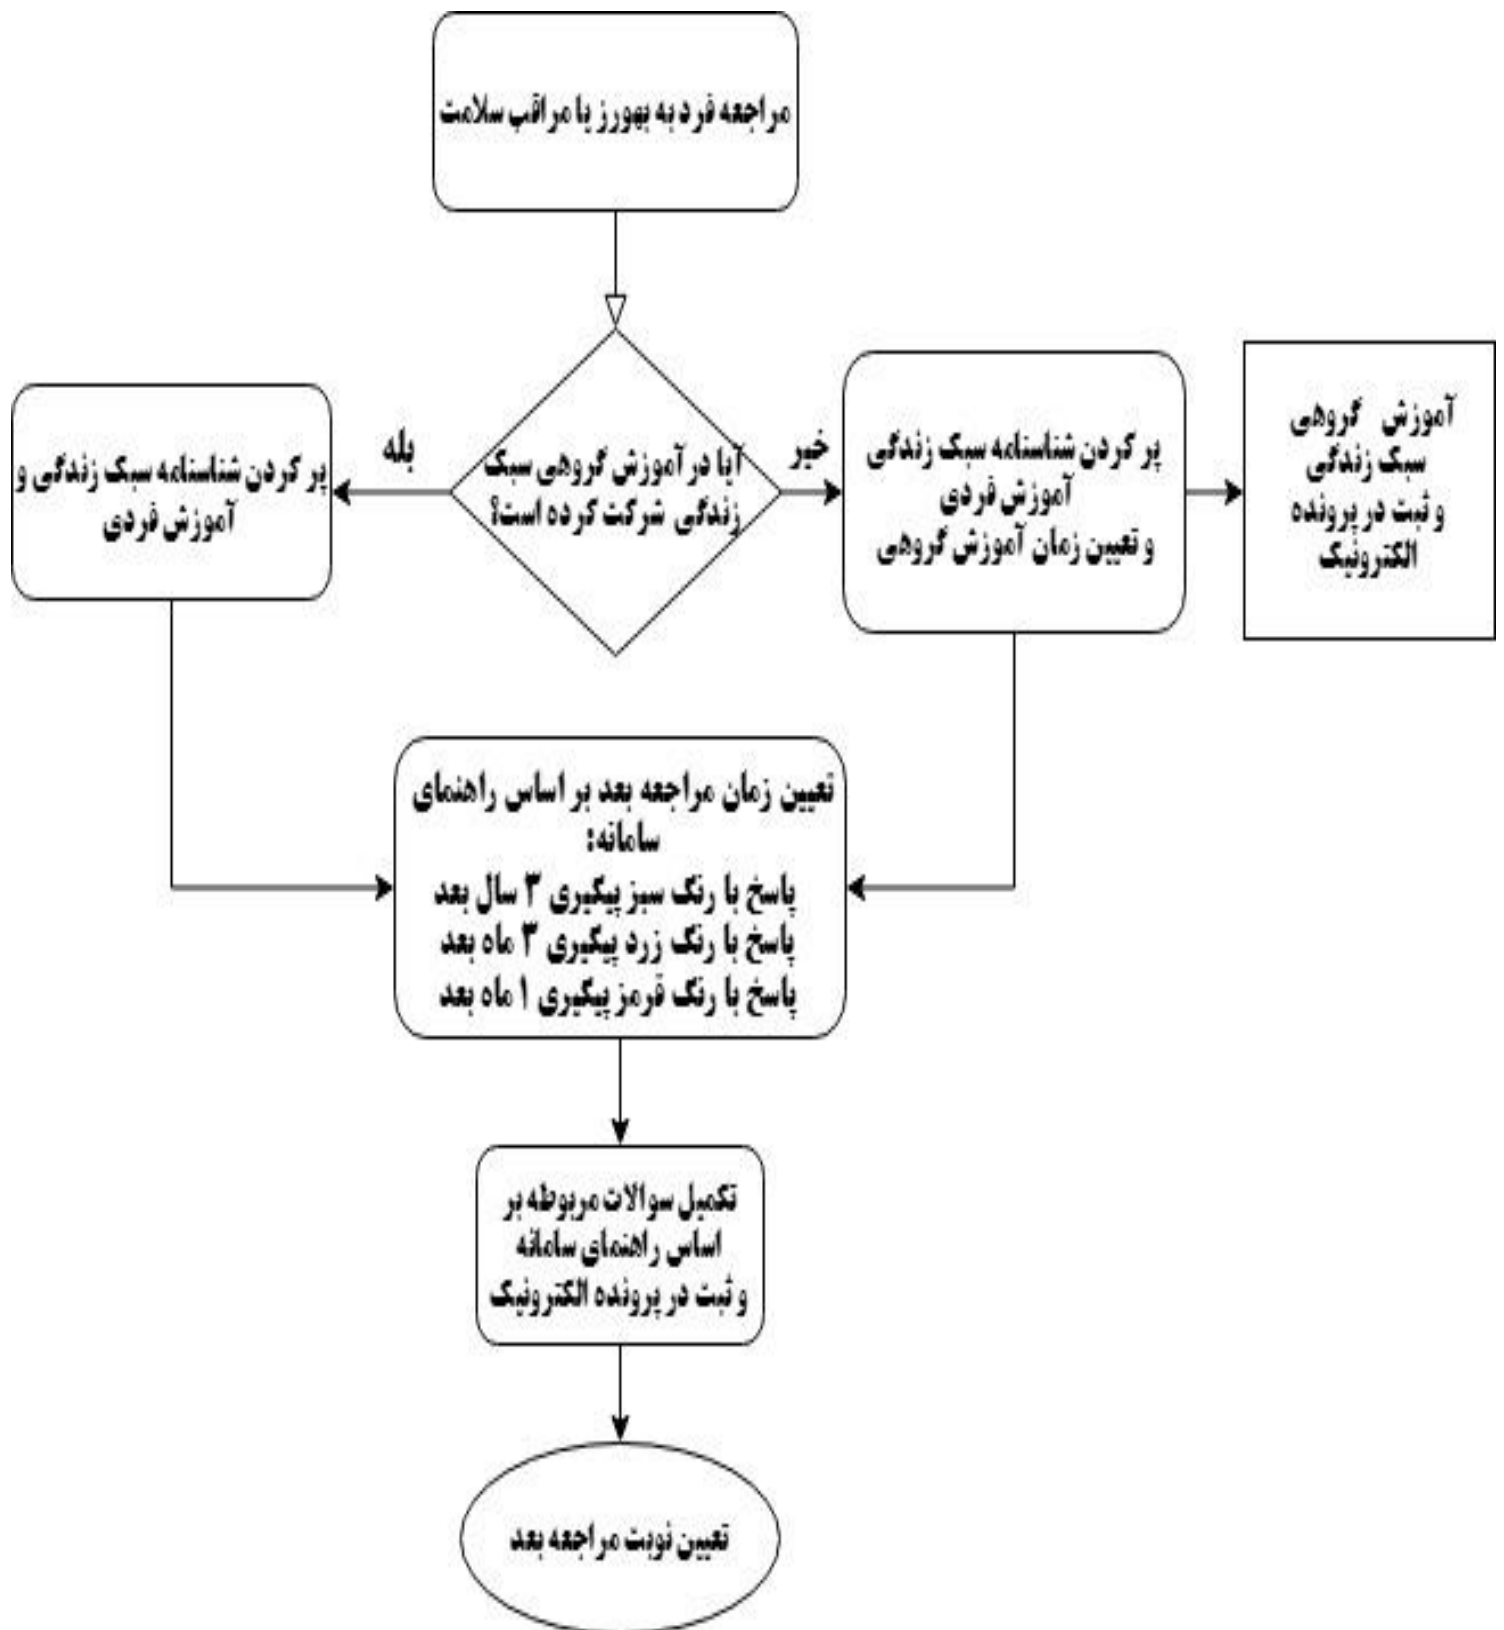 مراجعه فرد به بهورز یا مراقب سلامت
آیا در آموزش گروهی سبک
زندگی شرکت کرده است؟
خیر
پر کردن شناسنامه سبک زندگی
آموزش فردی
و تعیین زمان آموزش گروهی
آموزش گروهی
سبک زندگی
و ثبت در پرونده
الکترونیک
بله
پر کردن شناسنامه سبک زندگی و
آموزش فردی
تعیین زمان مراجعه بعد بر اساس راهنمای
سامانه:
پاسخ با رنگ سبز پیگیری ۳ سال بعد
پاسخ با رنگ زرد پیگیری ۳ ماه بعد
پاسخ با رنگ قرمز پیگیری ۱ ماه بعد
تکمیل سوالات مربوطه بر
اساس راهنمای سامانه
و ثبت در پرونده الکترونیک
تعیین نوبت مراجعه بعد